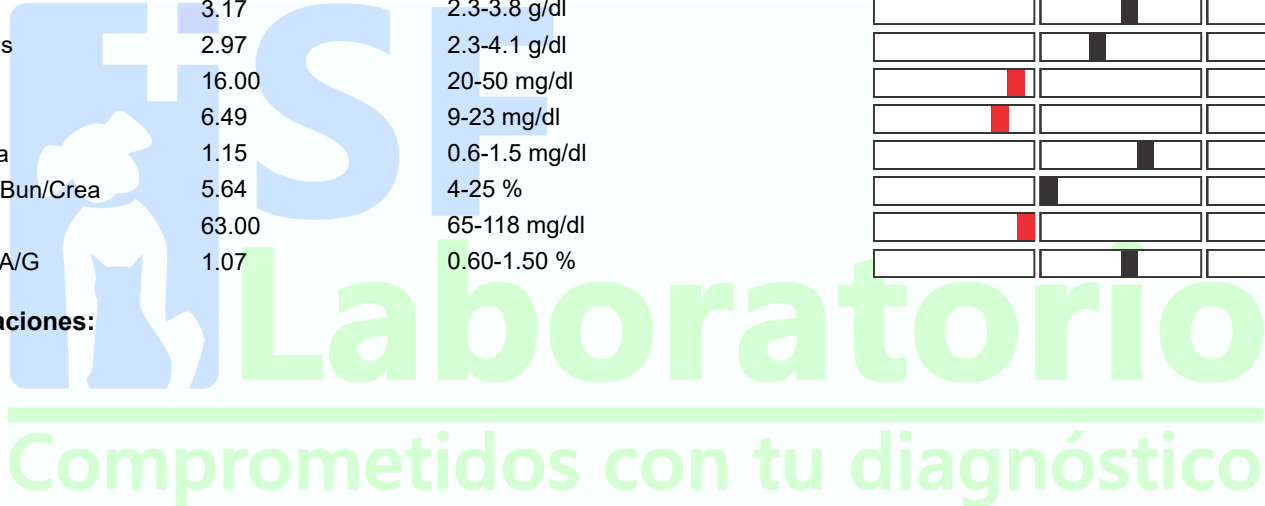 3.17 2.3-3.8 g/dl
s 2.97 2.3-4.1 g/dl
16.00 20-50 mg/dl
6.49 9-23 mg/dl
a 1.15 0.6-1.5 mg/dl
Bun/Crea 5.64 4-25 %
63.00 65-118 mg/dl
A/G 1.07 0.60-1.50 %
aciones:
SF
Laboratorio
Comprometidos con tu diagnóstico